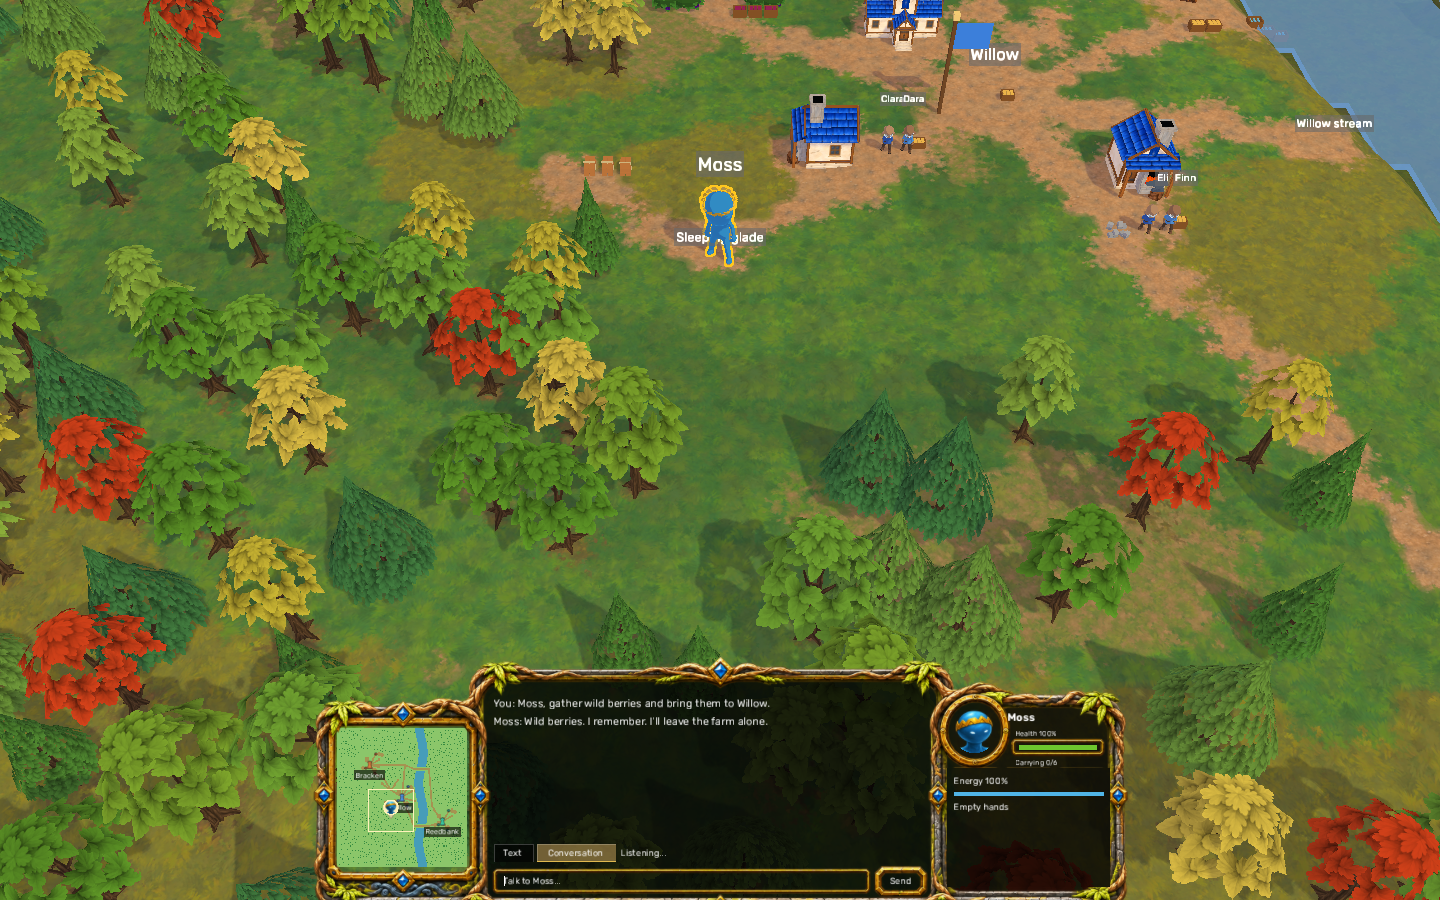 Willow
ClaraDara
Willow stream
Moss
Eli Finn
Sleep glade
You: Moss, gather wild berries and bring them to Willow.
Moss: Wild berries. I remember. I'll leave the farm alone.
Bracken
llow
Reedbank
Text
Conversation
Listening...
Talk to Moss...
Send
Moss
Health 100%
Carrying 0/6
Energy 100%
Empty hands